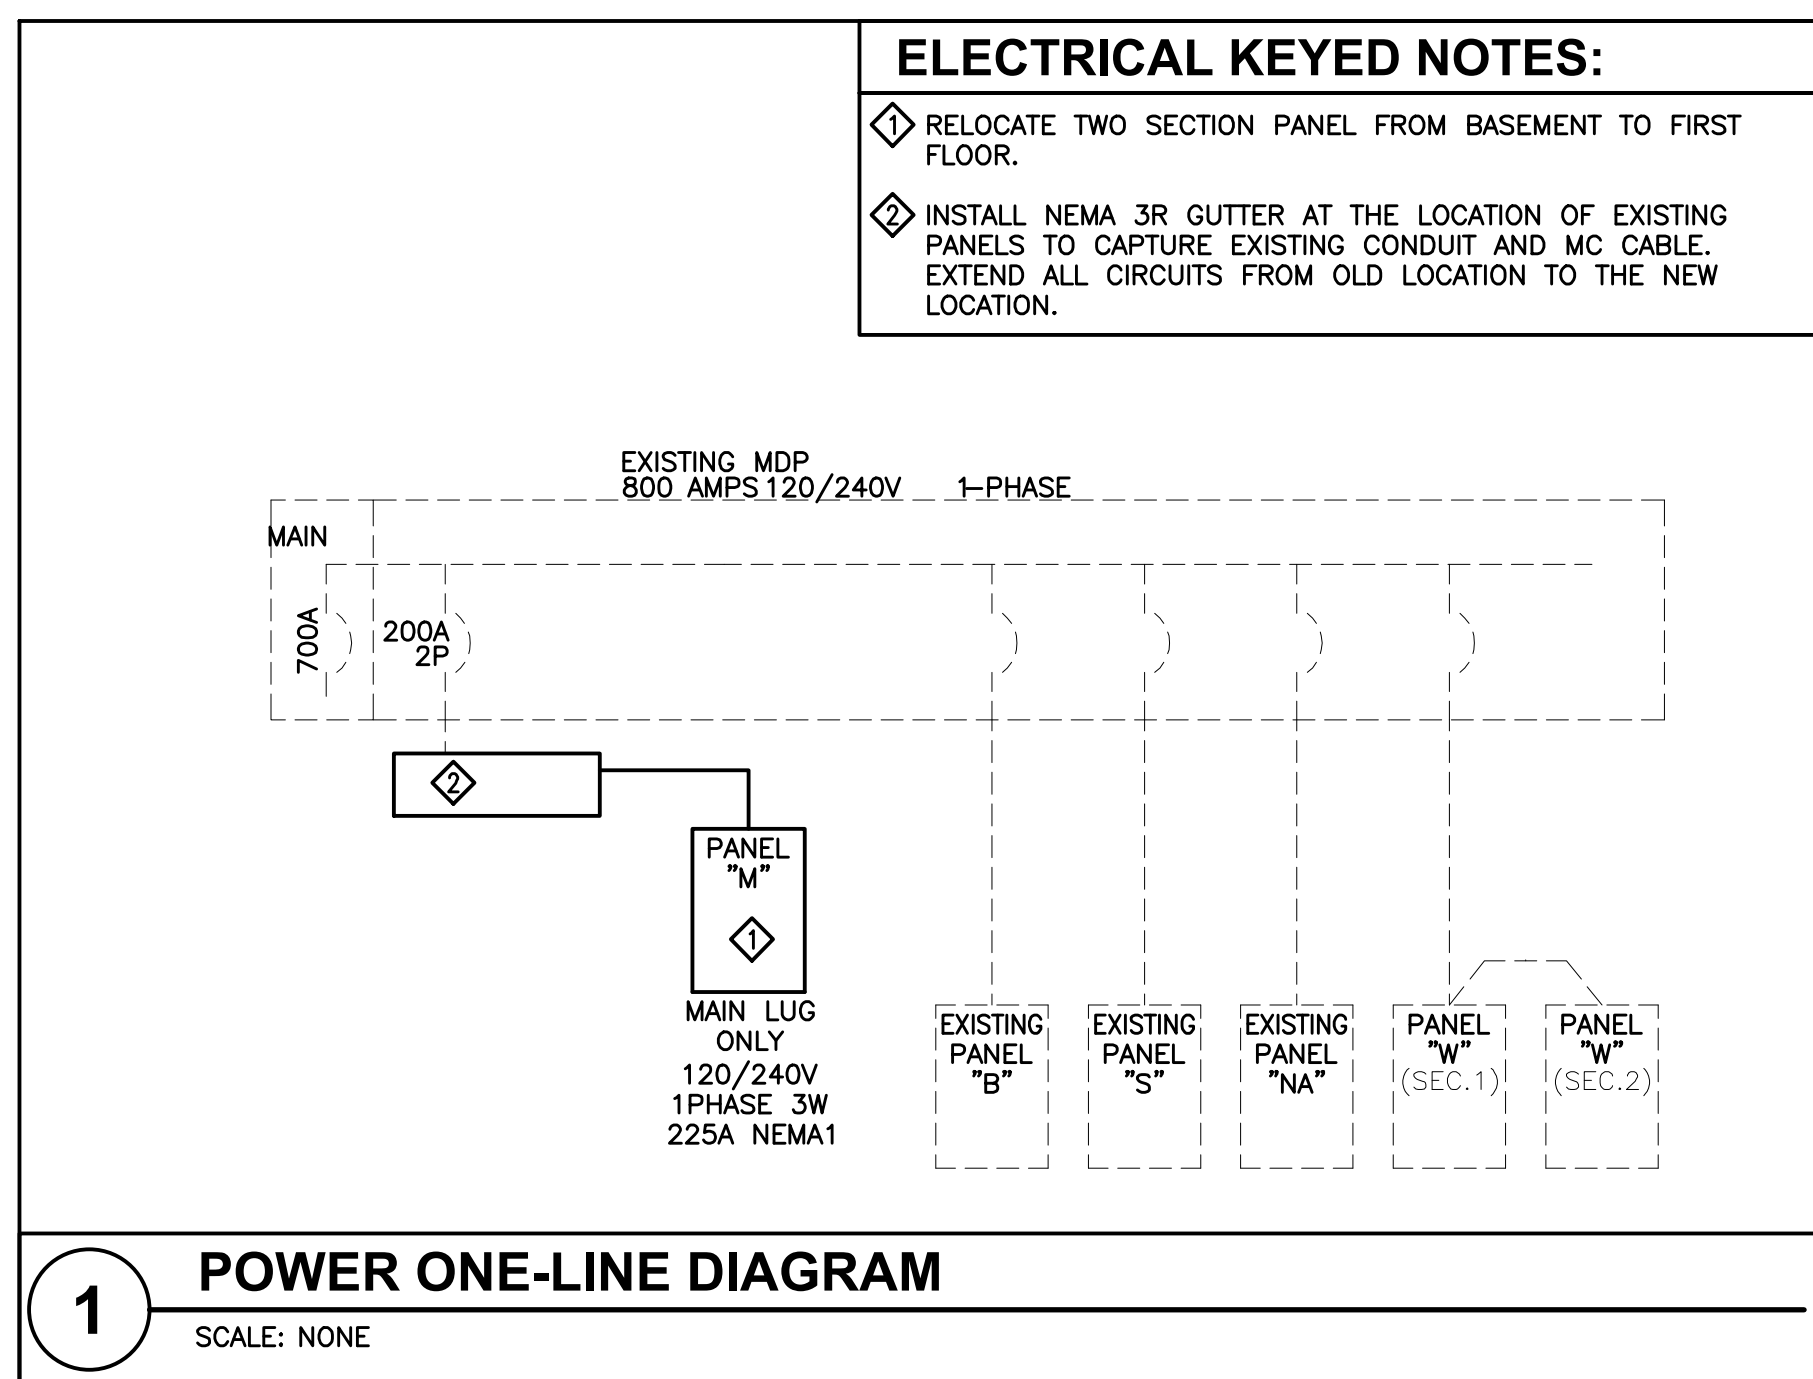 ELECTRICAL KEYED NOTES:
1 RELOCATE TWO SECTION PANEL FROM BASEMENT TO FIRST
FLOOR.
2 INSTALL NEMA 3R GUTTER AT THE LOCATION OF EXISTING
PANELS TO CAPTURE EXISTING CONDUIT AND MC CABLE.
EXTEND ALL CIRCUITS FROM OLD LOCATION TO THE NEW
LOCATION.
EXISTING MDP
800 AMPS 120/240V 1-PHASE
MAIN
700A
200A
2P
2
PANEL
"M"
1
MAIN LUG
ONLY
120/240V
1PHASE 3W
225A NEMA1
EXISTING
PANEL
"B"
EXISTING
PANEL
"S"
EXISTING
PANEL
"NA"
PANEL
"W"
(SEC.1)
PANEL
"W"
(SEC.2)
1
POWER ONE-LINE DIAGRAM
SCALE: NONE